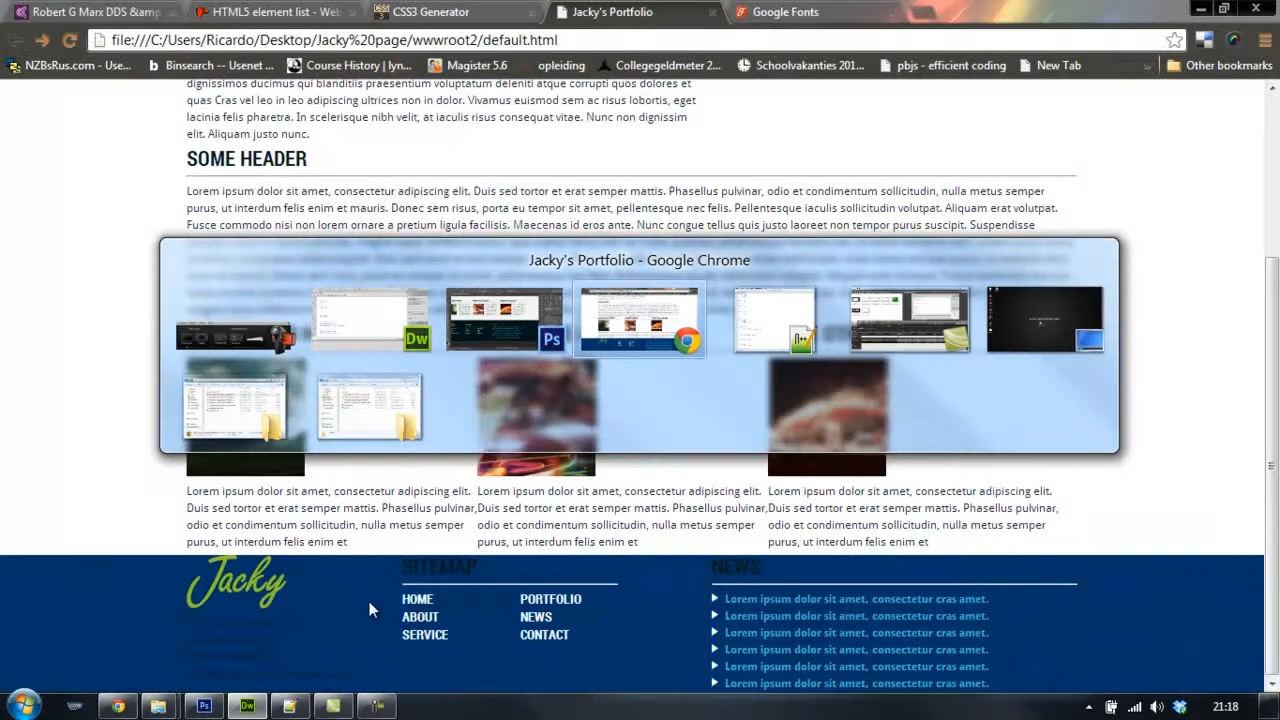 Robert G Marx DDS &amp
HTML5 element list - Web
CSS3 Generator
Jacky's Portfolio
Google Fonts
file:///C:/Users/Ricardo/Desktop/Jacky%20page/wwwroot2/default.html
NZBsRus.com - Use...
Binsearch -- Usenet ...
Course History | lyn...
Magister 5.6
opleiding
Collegegeldmeter 2...
Schoolvakanties 201...
pbjs - efficient coding
New Tab
Other bookmarks
dignissimos ducimus qui blanditiis praesentium voluptatum deleniti atque corrupti quos dolores et
quas Cras vel leo in leo adipiscing ultrices non in dolor. Vivamus euismod sem ac risus lobortis, eget
lacinia felis pharetra. In scelerisque nibh velit, at iaculis risus consequat vitae. Nunc non dignissim
elit. Aliquam justo nunc.
SOME HEADER
Lorem ipsum dolor sit amet, consectetur adipiscing elit. Duis sed tortor et erat semper mattis. Phasellus pulvinar, odio et condimentum sollicitudin, nulla metus semper
purus, ut interdum felis enim et mauris. Donec sem risus, porta eu tempor sit amet, pellentesque nec felis. Pellentesque iaculis sollicitudin volutpat. Aliquam erat volutpat.
Fusce commodo nisi non lorem ornare a pretium ligula facilisis. Maecenas id eros ante. Nunc congue tellus quis justo laoreet non tempor purus suscipit. Suspendisse
Jacky's Portfolio - Google Chrome
Dw
Ps
Lorem ipsum dolor sit amet, consectetur adipiscing elit.
Duis sed tortor et erat semper mattis. Phasellus pulvinar,
odio et condimentum sollicitudin, nulla metus semper
purus, ut interdum felis enim et
Lorem ipsum dolor sit amet, consectetur adipiscing elit.
Duis sed tortor et erat semper mattis. Phasellus pulvinar,
odio et condimentum sollicitudin, nulla metus semper
purus, ut interdum felis enim et
Lorem ipsum dolor sit amet, consectetur adipiscing elit.
Duis sed tortor et erat semper mattis. Phasellus pulvinar,
odio et condimentum sollicitudin, nulla metus semper
purus, ut interdum felis enim et
Jacky
SITEMAP
HOME
ABOUT
SERVICE
PORTFOLIO
NEWS
CONTACT
NEWS
Lorem ipsum dolor sit amet, consectetur cras amet.
Lorem ipsum dolor sit amet, consectetur cras amet.
Lorem ipsum dolor sit amet, consectetur cras amet.
Lorem ipsum dolor sit amet, consectetur cras amet.
Lorem ipsum dolor sit amet, consectetur cras amet.
Lorem ipsum dolor sit amet, consectetur cras amet.
Ps
Dw
21:18